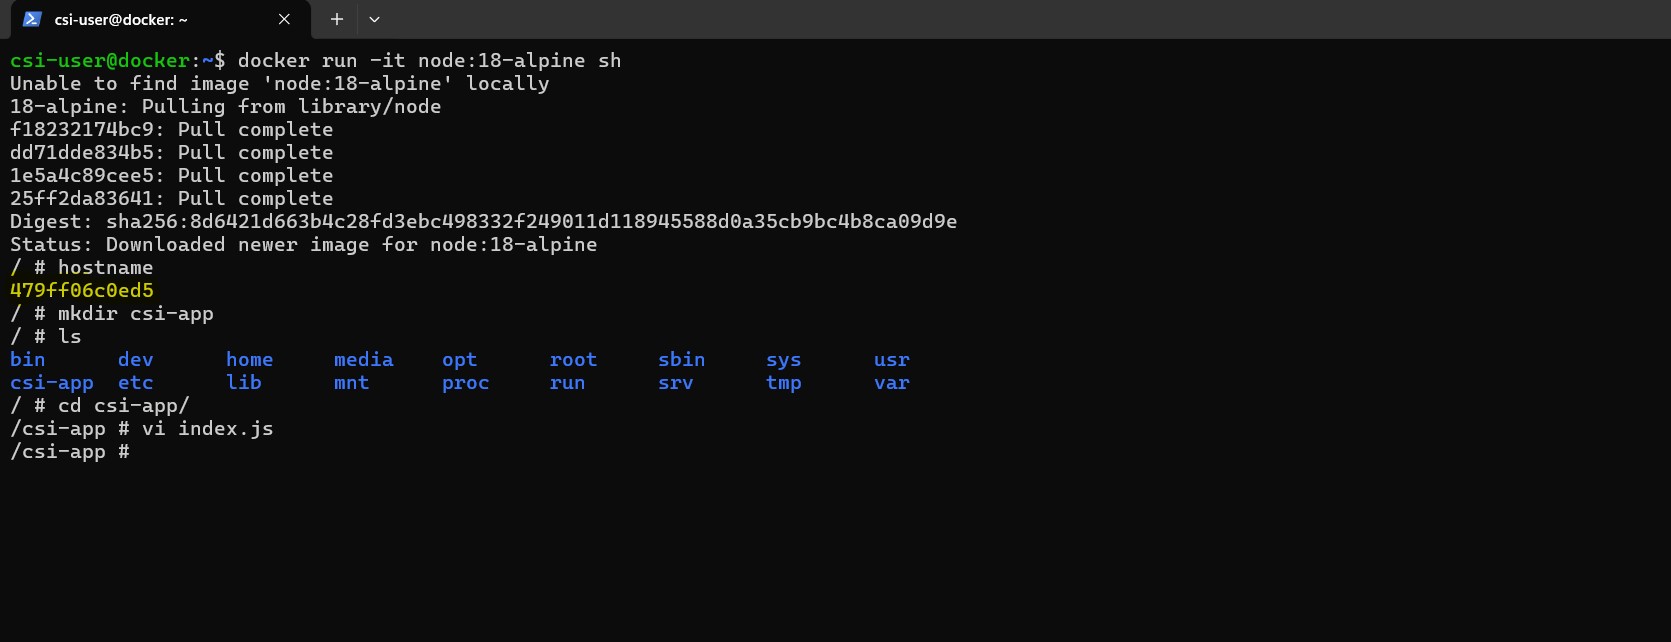 csi-user@docker: ~
csi-user@docker:~$ docker run -it node:18-alpine sh
Unable to find image 'node:18-alpine' locally
18-alpine: Pulling from library/node
f18232174bc9: Pull complete
dd71dde834b5: Pull complete
1e5a4c89cee5: Pull complete
25ff2da83641: Pull complete
Digest: sha256:8d6421d663b4c28fd3ebc498332f249011d118945588d0a35cb9bc4b8ca09d9e
Status: Downloaded newer image for node:18-alpine
/ # hostname
479ff06c0ed5
/ # mkdir csi-app
/ # ls
bin dev home media opt root sbin sys usr
csi-app etc lib mnt proc run srv tmp var
/ # cd csi-app/
/csi-app # vi index.js
/csi-app #